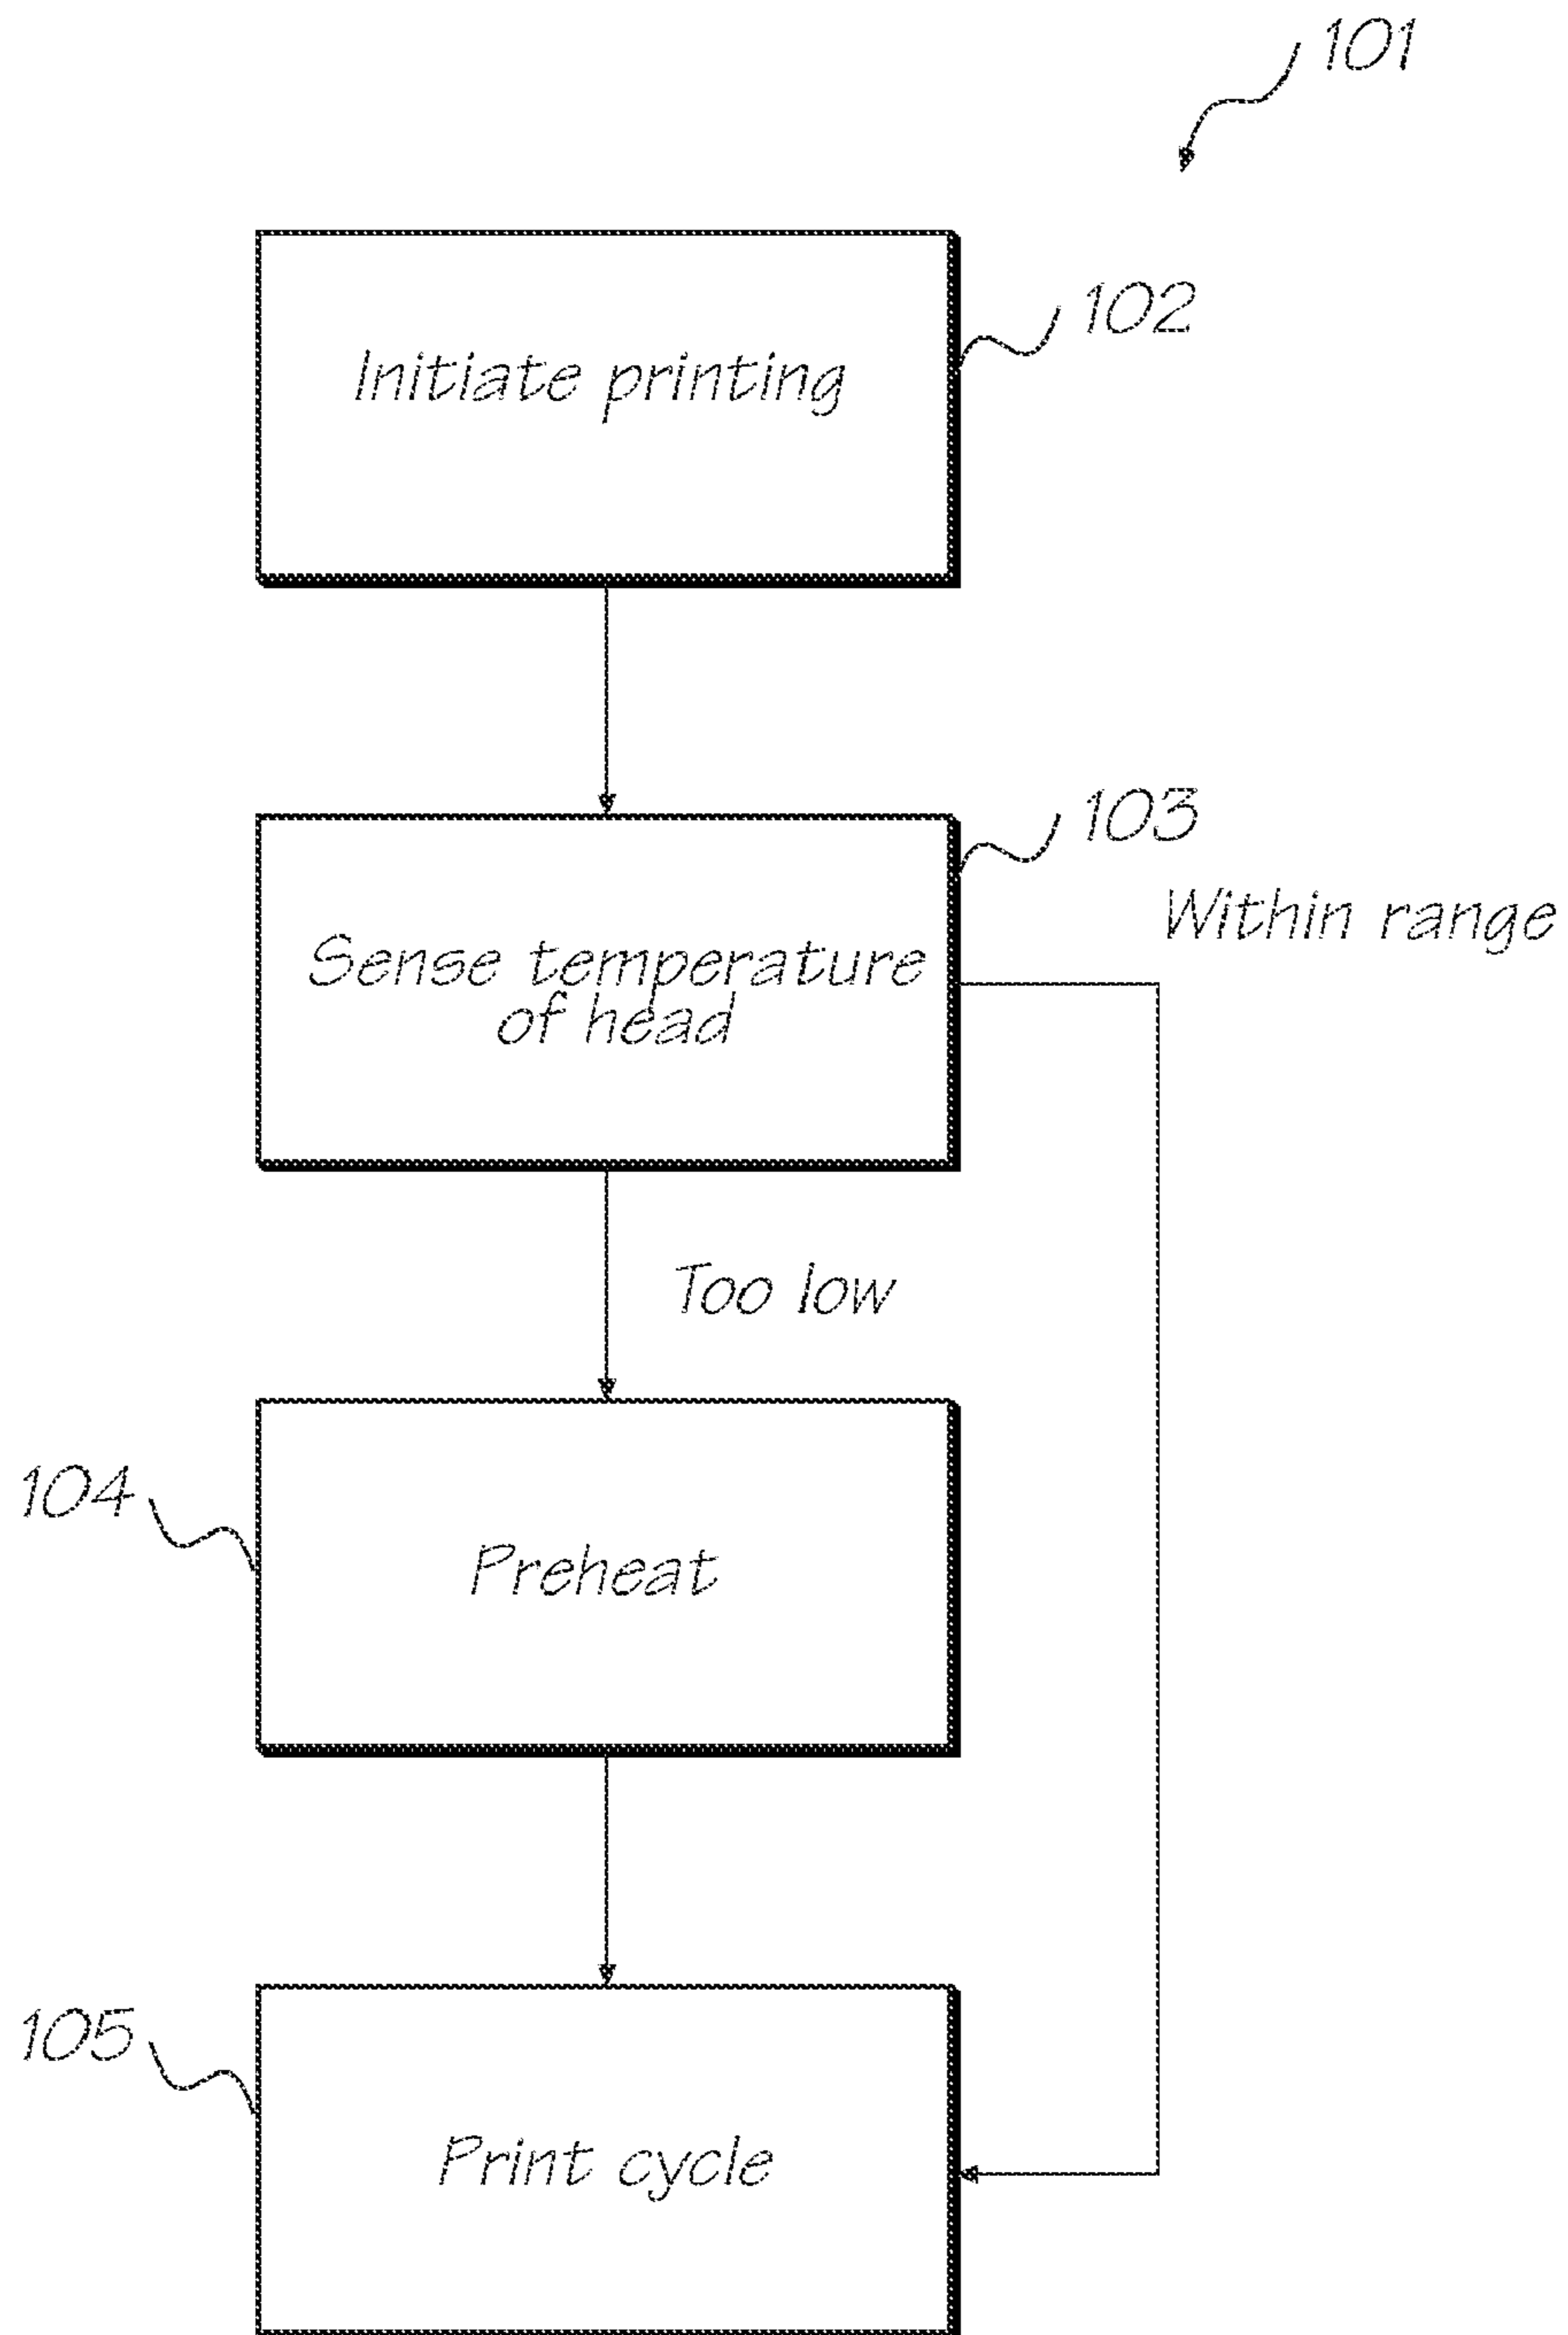 101
Initiate printing
102
103
Within range
Sense temperature
of head
Too low
104
Preheat
105
Print cycle